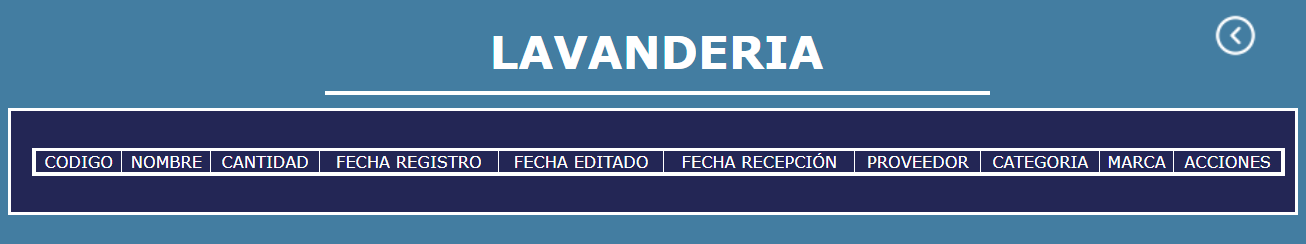 LAVANDERIA
CODIGO NOMBRE CANTIDAD FECHA REGISTRO FECHA EDITADO FECHA RECEPCIÓN PROVEEDOR CATEGORIA MARCA ACCIONES